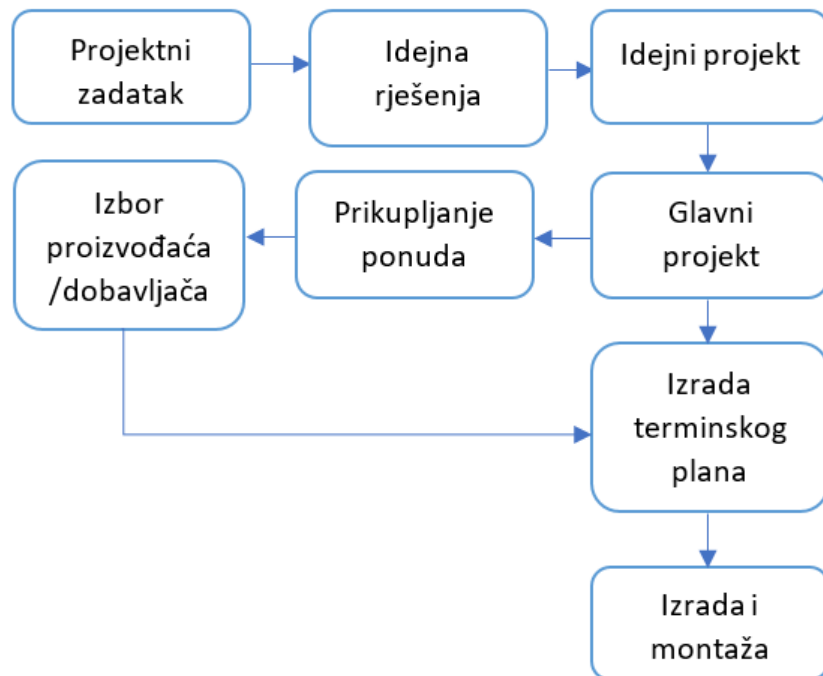 Projektni
zadatak
Idejna
rješenja
Idejni projekt
Izbor
proizvođaća
/dobavljača
Prikupljanje
ponuda
Glavni
projekt
Izrada
terminskog
plana
Izrada i
montaža